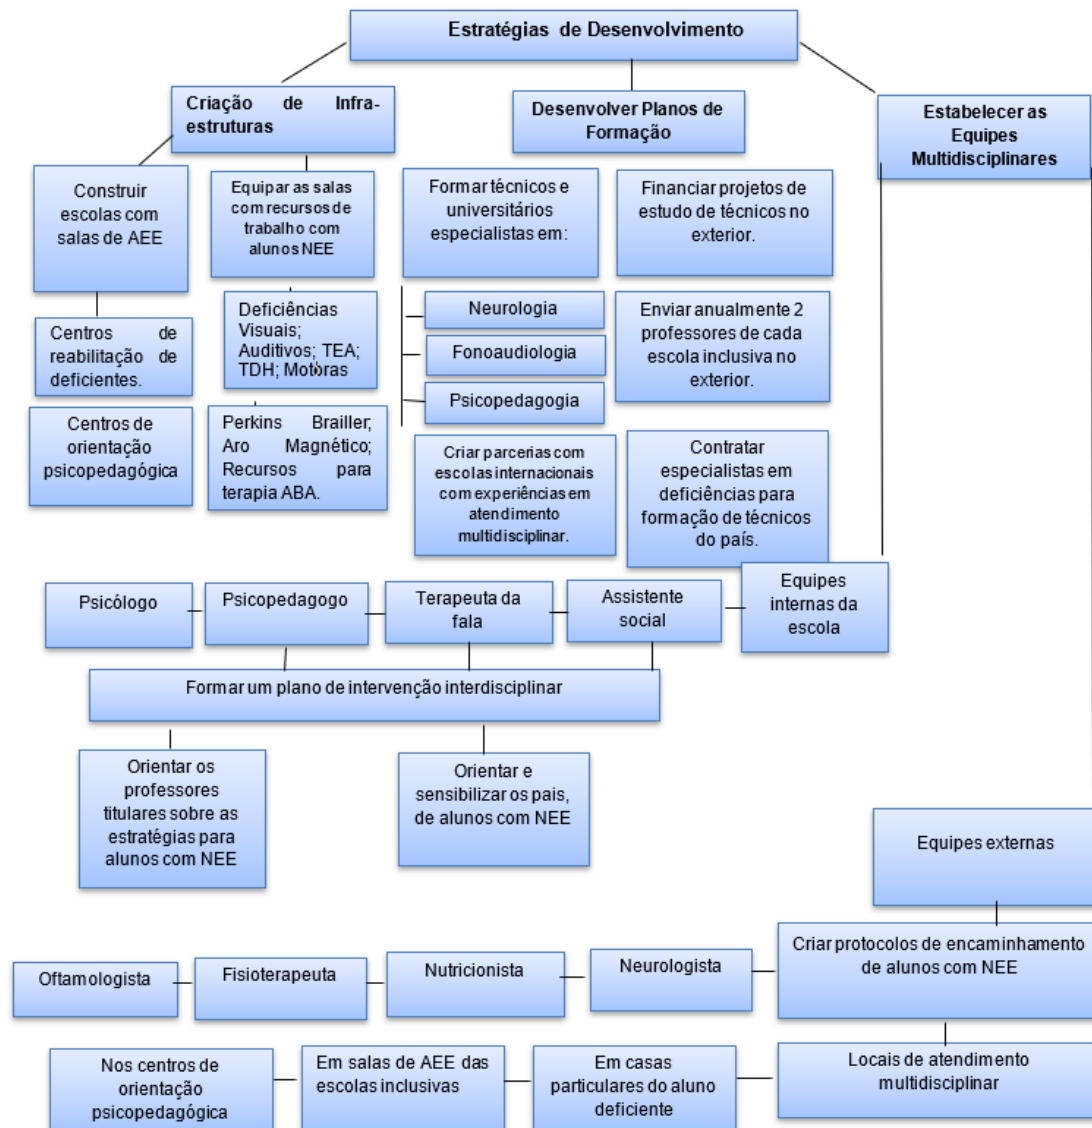 Estratégias de Desenvolvimento
Criação de Infra-
estruturas
Desenvolver Planos de
Formação
Estabelecer as
Equipes
Multidisciplinares
Construir
escolas com
salas de AEE
Equipar as salas
com recursos de
trabalho com
alunos NEE
Formar técnicos e
universitários
especialistas em:
Financiar projetos de
estudo de técnicos no
exterior.
Centros de
reabilitação de
deficientes.
Deficiências
Visuais;
Auditivos; TEA;
TDH; Motoras
Neurologia
Fonoaudiologia
Psicopedagogia
Enviar anualmente 2
professores de cada
escola inclusiva no
exterior.
Centros de
orientação
psicopedagógica
Perkins Brailler;
Aro Magnético;
Recursos para
terapia ABA.
Criar parcerias com
escolas internacionais
com experiências em
atendimento
multidisciplinar.
Contratar
especialistas em
deficiências para
formação de técnicos
do país.
Psicólogo
Psicopedagogo
Terapeuta da
fala
Assistente
social
Equipes
internas da
escola
Formar um plano de intervenção interdisciplinar
Orientar os
professores
titulares sobre as
estratégias para
alunos com NEE
Orientar e
sensibilizar os pais,
de alunos com NEE
Equipes externas
Criar protocolos de encaminhamento
de alunos com NEE
Neurologista
Nutricionista
Fisioterapeuta
Oftamologista
Locais de atendimento
multidisciplinar
Em casas
particulares do aluno
deficiente
Em salas de AEE das
escolas inclusivas
Nos centros de
orientação
psicopedagógica